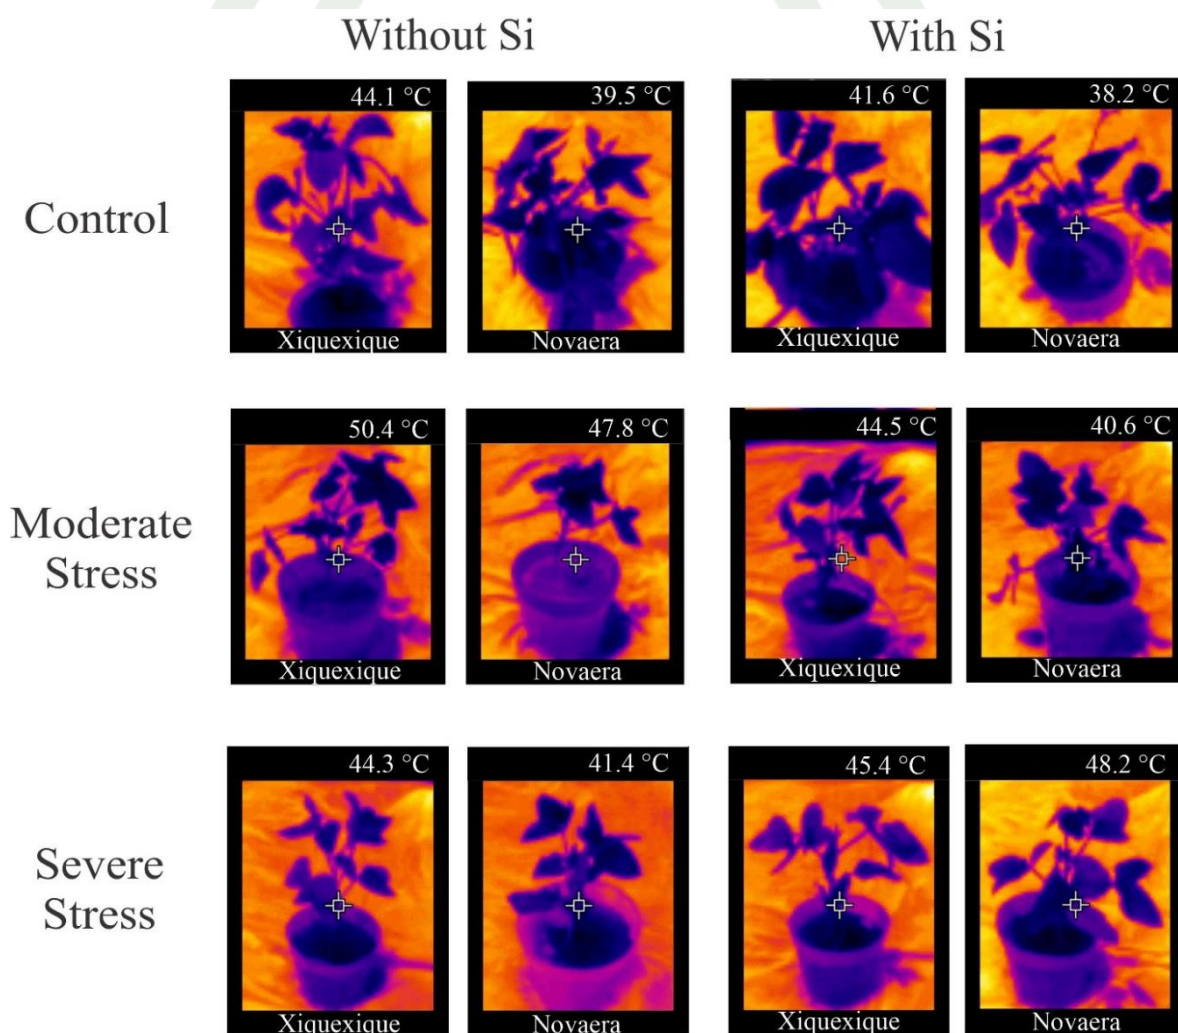 Without Si
With Si
Control
44.1 °C
39.5 °C
41.6 °C
38.2 °C
Xiquexique
Novaera
Xiquexique
Novaera
Moderate
Stress
50.4 °C
47.8 °C
44.5 °C
40.6 °C
Xiquexique
Novaera
Xiquexique
Novaera
Severe
Stress
44.3 °C
41.4 °C
45.4 °C
48.2 °C
Xiquexique
Novaera
Xiquexique
Novaera